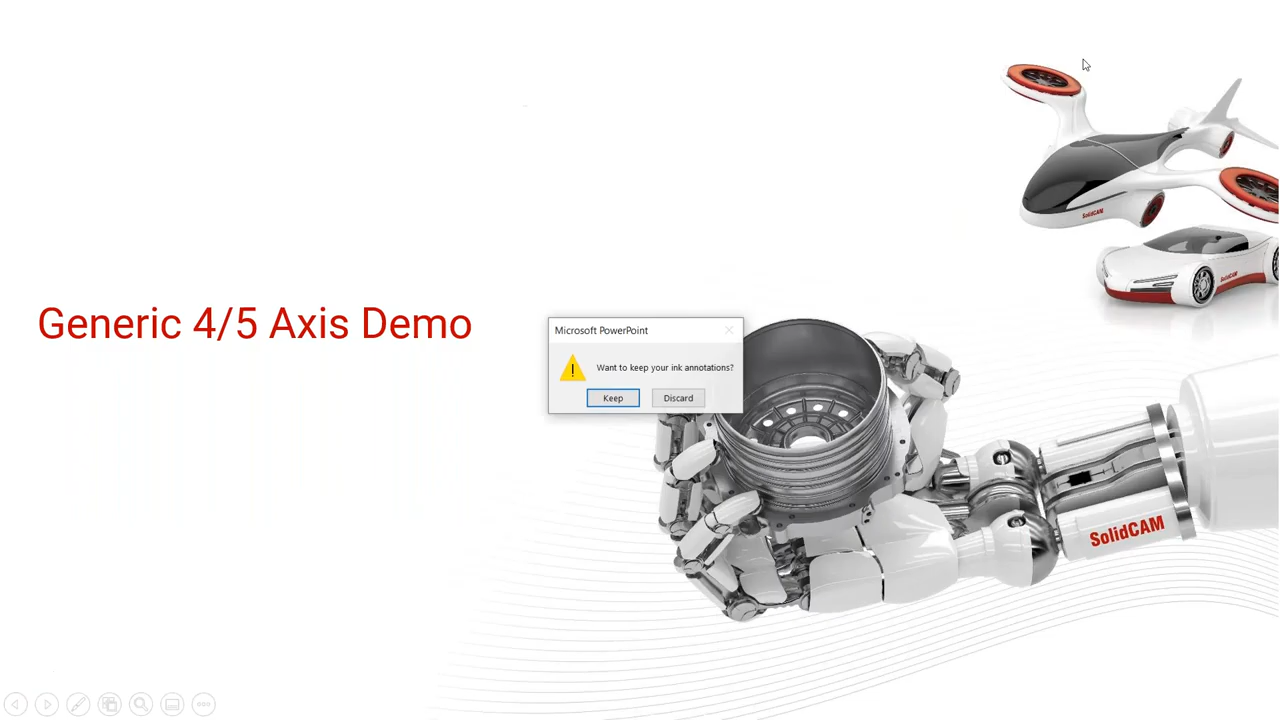 SolidCAM
SolidCAM
Generic 4/5 Axis Demo
Microsoft PowerPoint
Want to keep your ink annotations?
Keep
Discard
SolidCAM